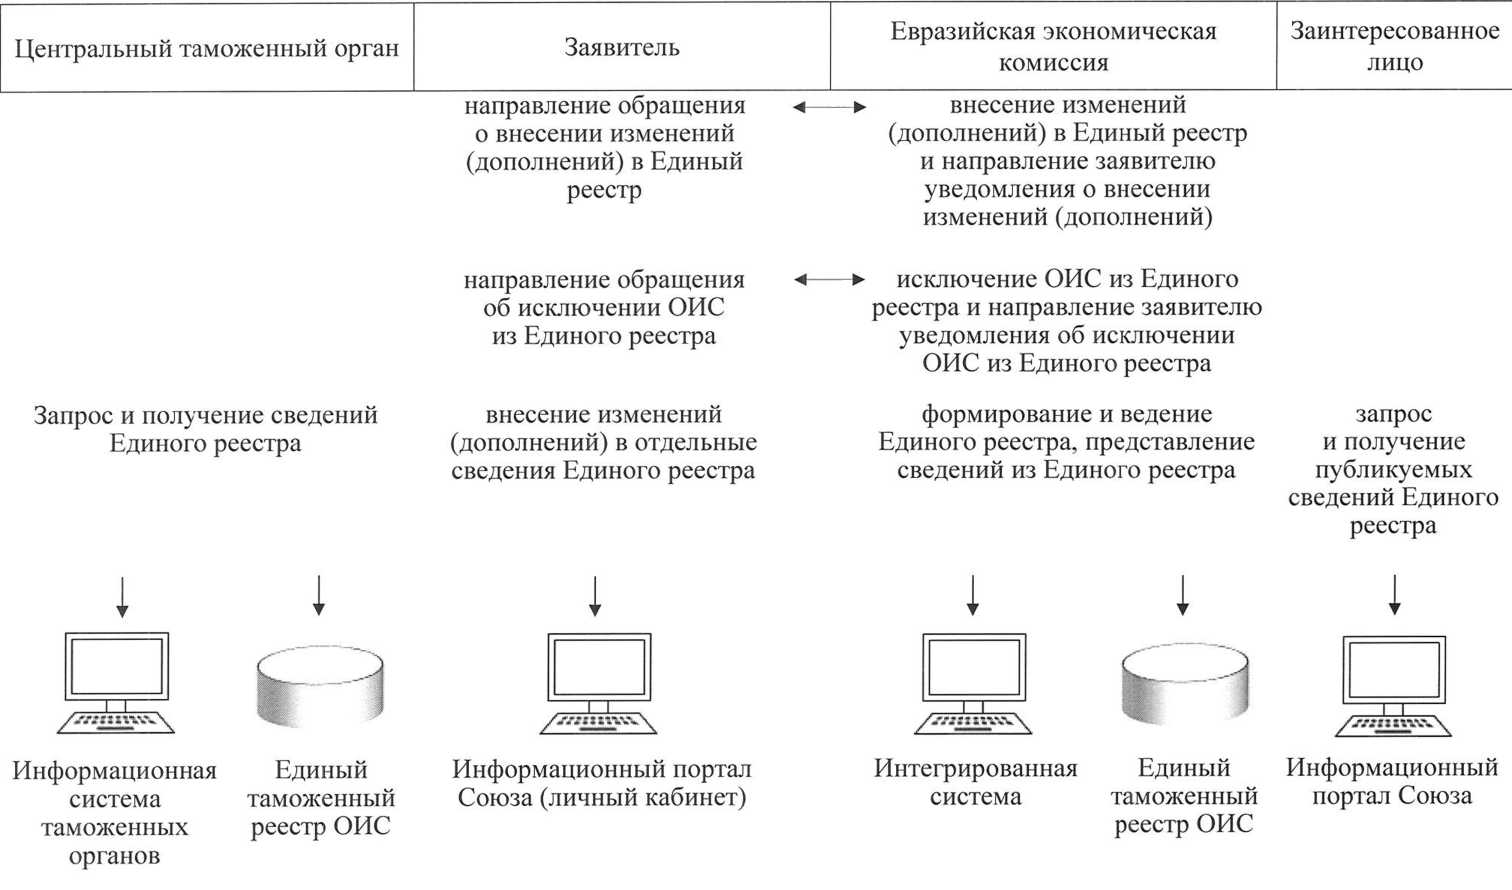 Центральный таможенный орган
Заявитель
Евразийская экономическая
комиссия
Заинтересованное
лицо
направление обращения
о внесении изменений
(дополнений) в Единый
реестр
внесение изменений
(дополнений) в Единый реестр
и направление заявителю
уведомления о внесении
изменений (дополнений)
направление обращения
об исключении ОИС
из Единого реестра
исключение ОИС из Единого
реестра и направление заявителю
уведомления об исключении
ОИС из Единого реестра
Запрос и получение сведений
Единого реестра
внесение изменений
(дополнений) в отдельные
сведения Единого реестра
формирование и ведение
Единого реестра, представление
сведений из Единого реестра
запрос
и получение
публикуемых
сведений Единого
реестра
Информационная
система
таможенных
органов
Единый
таможенный
реестр ОИС
Информационный портал
Союза (личный кабинет)
Интегрированная
система
Единый
таможенный
реестр ОИС
Информационный
портал Союза